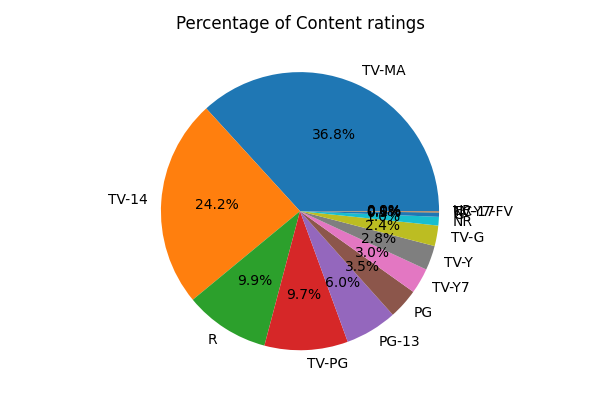 Percentage of Content ratings
TV-MA
36.8%
TV-14
24.2%
R
9.9%
TV-PG
9.7%
PG-13
6.0%
PG
3.5%
TV-Y7
3.0%
TV-Y
2.8%
TV-G
2.4%
NR